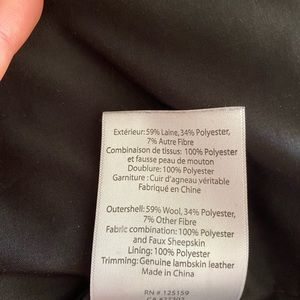 Extérieur: 59% Laine, 34% Polyester,
7% Autre Fibre
Combinaison de tissus: 100% Polyester
et fausse peau de mouton
Doublure: 100% Polyester
Garniture : Cuir d'agneau véritable
Fabriqué en Chine
Outershell: 59% Wool, 34% Polyester,
7% Other Fibre
Fabric combination: 100% Polyester
and Faux Sheepskin
Lining: 100% Polyester
Trimming: Genuine lambskin leather
Made in China
RN # 125159